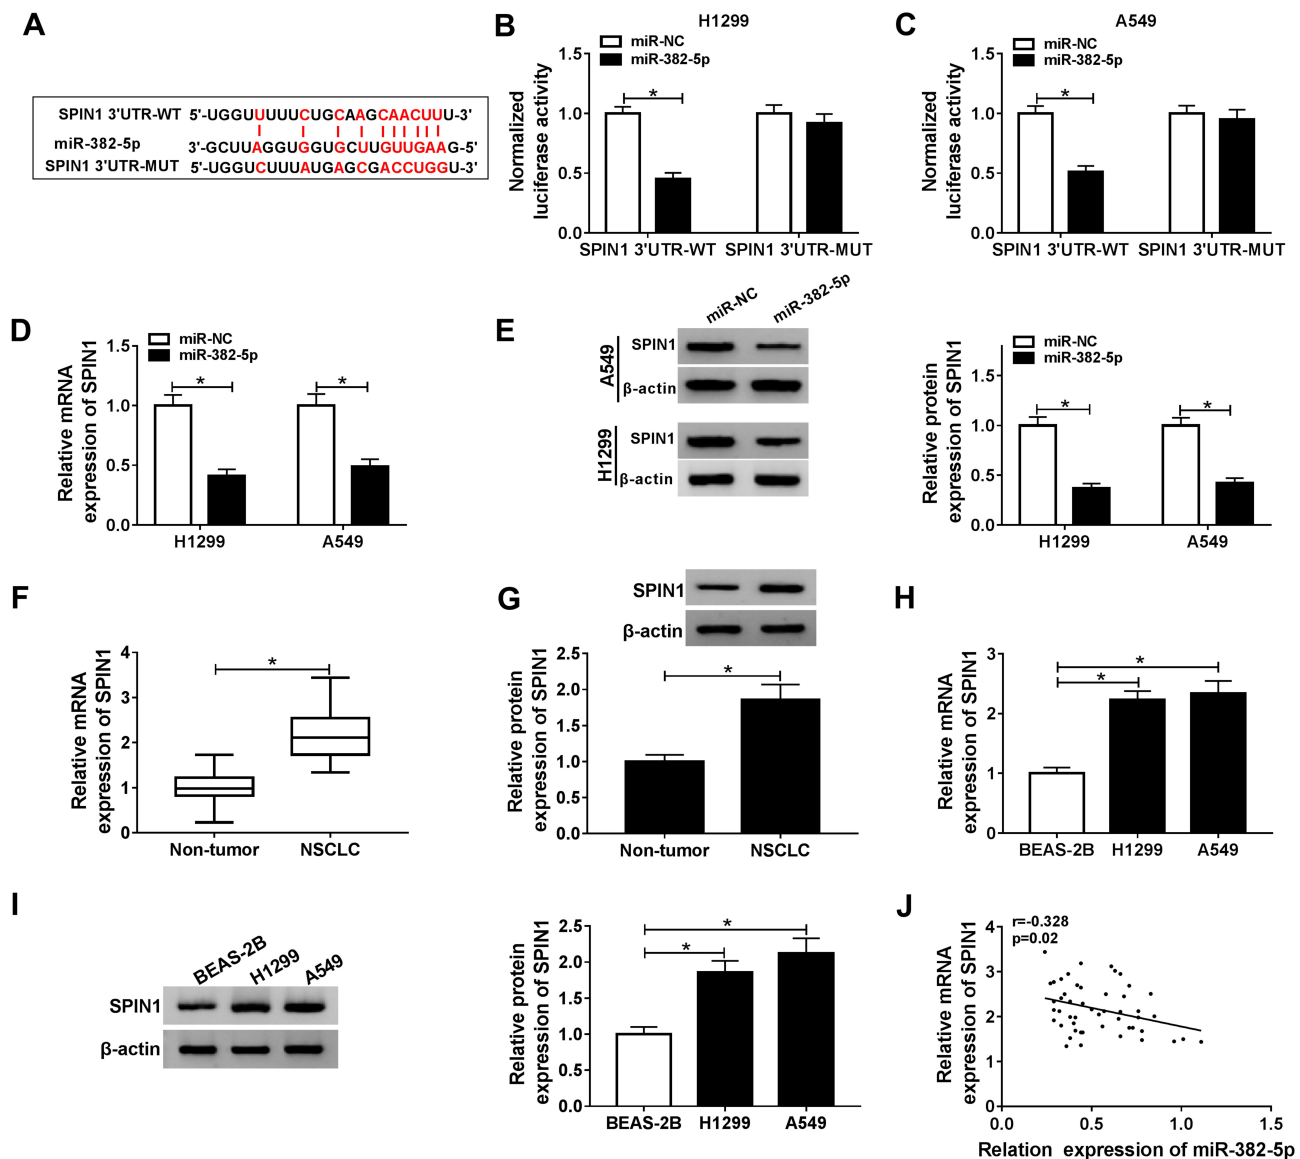 A
SPIN1 3'UTR-WT 5'-UGGUUUUUCUGCAAGCAACUUU-3'
miR-382-5p 3'-GCUUAGGUGGUGCUUGUUGAAG-5'
SPIN1 3'UTR-MUT 5'-UGGUCUUUAUGAGCGACCUGGU-3'
B
H1299
miR-NC
miR-382-5p
Normalized
luciferase activity
1.5
1.0
0.5
0.0
*
SPIN1 3'UTR-WT SPIN1 3'UTR-MUT
C
A549
miR-NC
miR-382-5p
Normalized
luciferase activity
1.5
1.0
0.5
0.0
*
SPIN1 3'UTR-WT SPIN1 3'UTR-MUT
D
miR-NC
miR-382-5p
Relative mRNA
expression of SPIN1
1.5
1.0
0.5
0.0
* *
H1299 A549
E
miR-NC miR-382-5p
A549
SPIN1
β-actin
H1299
SPIN1
β-actin
miR-NC
miR-382-5p
Relative protein
expression of SPIN1
1.5
1.0
0.5
0.0
* *
H1299 A549
F
Relative mRNA
expression of SPIN1
4
3
2
1
0
*
Non-tumor NSCLC
G
SPIN1
β-actin
Relative protein
expression of SPIN1
2.5
2.0
1.5
1.0
0.5
0.0
*
Non-tumor NSCLC
H
Relative mRNA
expression of SPIN1
3
2
1
0
*
*
BEAS-2B H1299 A549
I
BEAS-2B H1299 A549
SPIN1
β-actin
Relative protein
expression of SPIN1
2.5
2.0
1.5
1.0
0.5
0.0
*
*
BEAS-2B H1299 A549
J
r=-0.328
p=0.02
Relative mRNA
expression of SPIN1
4
3
2
1
0
0.0 0.5 1.0 1.5
Relation expression of miR-382-5p